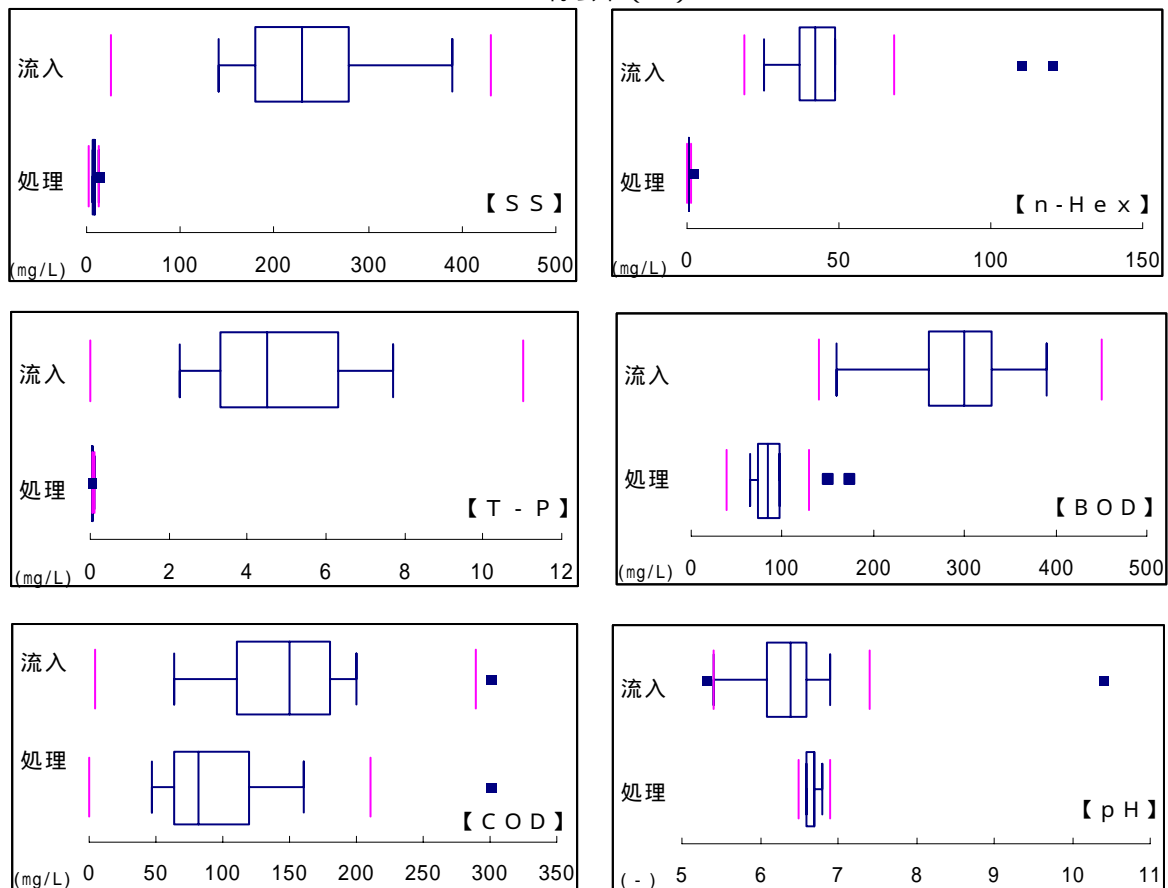 流入
処理
【ＳＳ】
(mg/L) 0 100 200 300 400 500
流入
処理
【n-Hex】
(mg/L) 0 50 100 150
流入
処理
【T-P】
(mg/L) 0 2 4 6 8 10 12
流入
処理
【BOD】
(mg/L) 0 100 200 300 400 500
流入
処理
【COD】
(mg/L) 0 50 100 150 200 250 300 350
流入
処理
【pH】
(-) 5 6 7 8 9 10 11